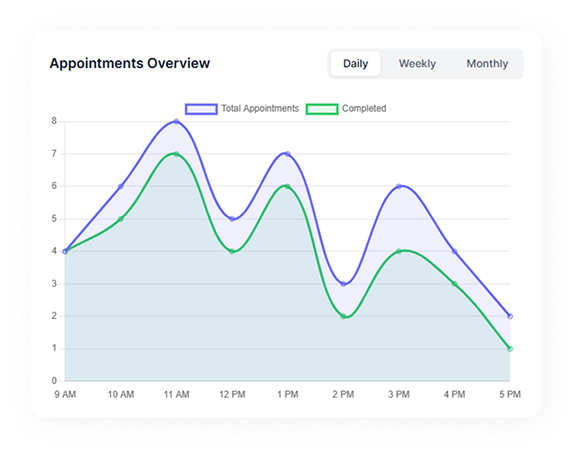 Appointments Overview
Daily Weekly Monthly
Total Appointments Completed
8
7
6
5
4
3
2
1
0
9 AM 10 AM 11 AM 12 PM 1 PM 2 PM 3 PM 4 PM 5 PM